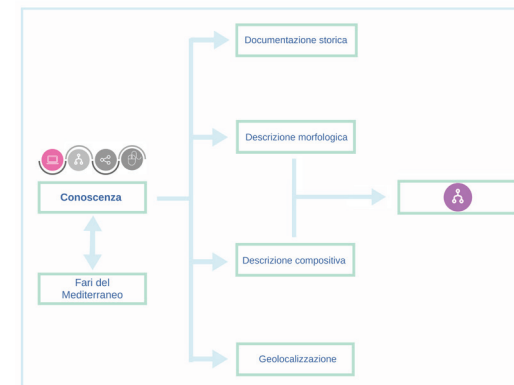 Documentazione storica
Descrizione morfologica
Conoscenza
Descrizione compositiva
Fari del
Mediterraneo
Geolocalizzazione